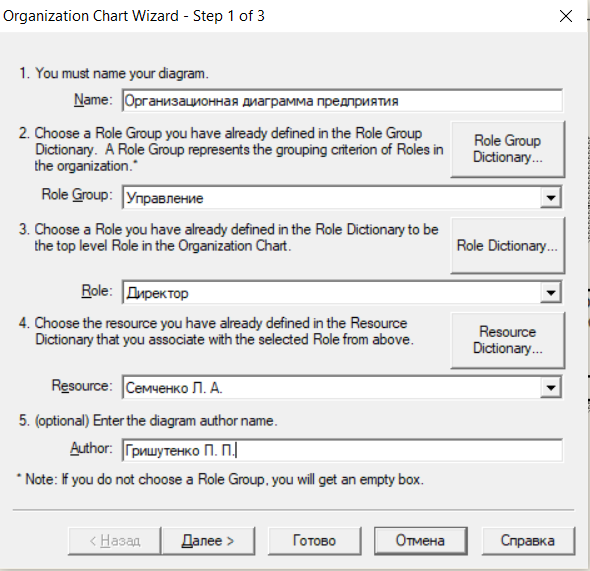 Organization Chart Wizard - Step 1 of 3
1. You must name your diagram.
Name: Организационная диаграмма предприятия
2. Choose a Role Group you have already defined in the Role Group
Dictionary. A Role Group represents the grouping criterion of Roles in
the organization.*
Role Group
Dictionary...
Role Group: Управление
3. Choose a Role you have already defined in the Role Dictionary to be
the top level Role in the Organization Chart.
Role Dictionary...
Role: Директор
4. Choose the resource you have already defined in the Resource
Dictionary that you associate with the selected Role from above.
Resource
Dictionary...
Resource: Семченко Л. А.
5. (optional) Enter the diagram author name.
Author: Гришутенко П. П.
* Note: If you do not choose a Role Group, you will get an empty box.
< Назад Далее > Готово Отмена Справка